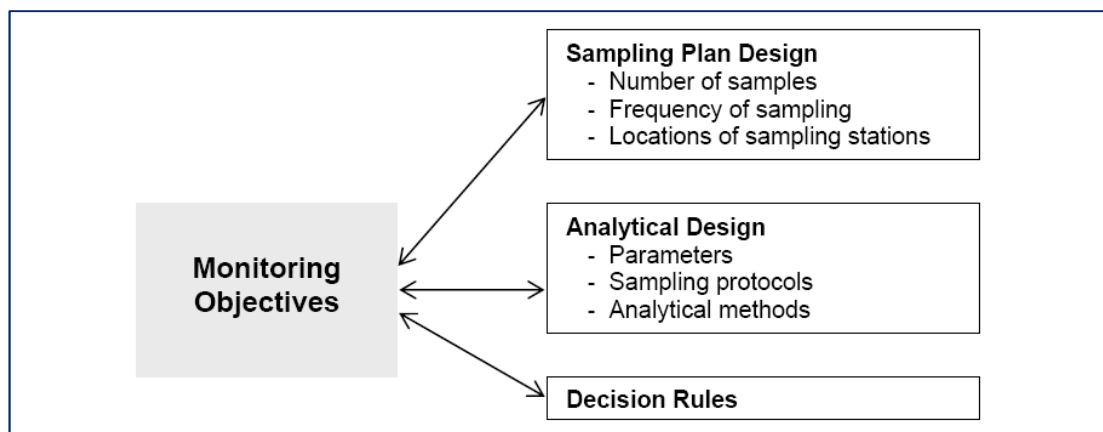 Monitoring
Objectives
Sampling Plan Design
- Number of samples
- Frequency of sampling
- Locations of sampling stations
Analytical Design
- Parameters
- Sampling protocols
- Analytical methods
Decision Rules